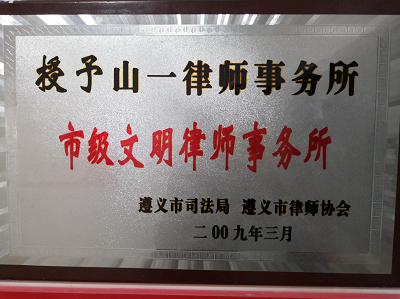 授予山一律师事务所
市级文明律师事务所
遵义市司法局 遵义市律师协会
二00九年三月